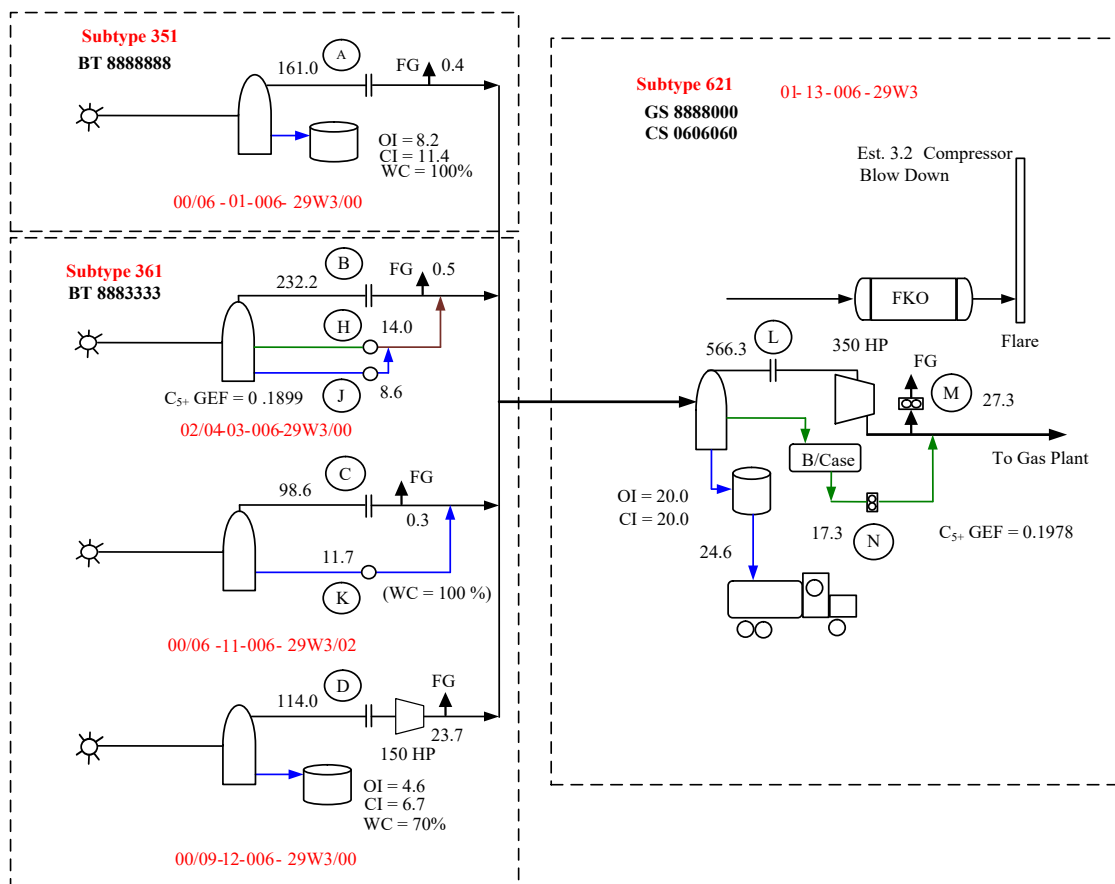 Subtype 351
BT 8888888
A
161.0
FG
0.4
OI = 8.2
CI = 11.4
WC = 100%
00/06 -01-006- 29W3/00
Subtype 361
BT 8883333
B
232.2
FG
0.5
H
14.0
J
8.6
C5+ GEF = 0 .1899
02/04-03-006-29W3/00
C
98.6
FG
0.3
11.7
K
(WC = 100 %)
00/06 -11-006- 29W3/02
D
114.0
FG
23.7
150 HP
OI = 4.6
CI = 6.7
WC = 70%
00/09-12-006- 29W3/00
Subtype 621
GS 8888000
CS 0606060
01-13-006-29W3
Est. 3.2 Compressor
Blow Down
FKO
Flare
L
566.3
350 HP
FG
M
27.3
To Gas Plant
B/Case
OI = 20.0
CI = 20.0
17.3
N
C5+ GEF = 0.1978
24.6